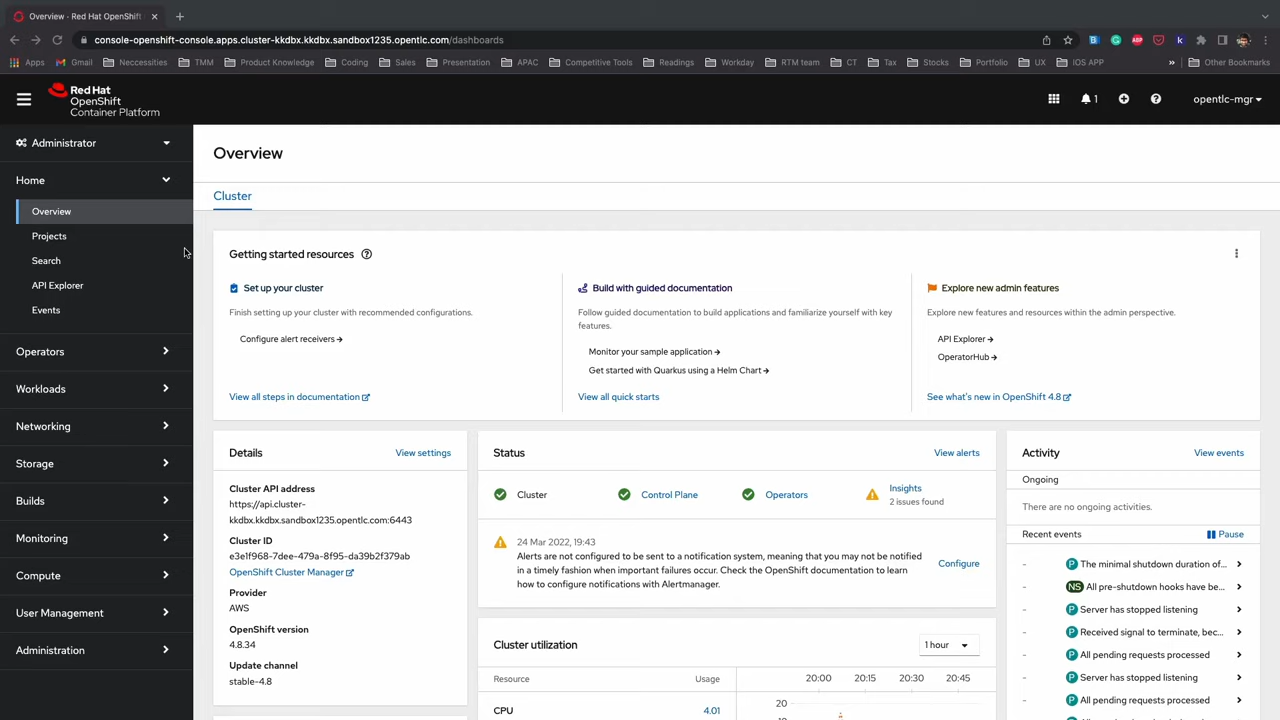 Overview - Red Hat OpenShift
console-openshift-console.apps.cluster-kkdbx.kkdbx.sandbox1235.opentlc.com/dashboards
Apps Gmail Neccessities TMM Product Knowledge Coding Sales Presentation APAC Competitive Tools Readings Workday RTM team CT Tax Stocks Portfolio UX iOS APP » Other Bookmarks
Red Hat
OpenShift
Container Platform
1
opentlc-mgr
Administrator
Home
Overview
Projects
Search
API Explorer
Events
Operators
Workloads
Networking
Storage
Builds
Monitoring
Compute
User Management
Administration
Overview
Cluster
Getting started resources
Set up your cluster
Finish setting up your cluster with recommended configurations.
Configure alert receivers →
View all steps in documentation
Build with guided documentation
Follow guided documentation to build applications and familiarize yourself with key
features.
Monitor your sample application →
Get started with Quarkus using a Helm Chart →
View all quick starts
Explore new admin features
Explore new features and resources within the admin perspective.
API Explorer →
OperatorHub →
See what's new in OpenShift 4.8
Details
View settings
Cluster API address
https://api.cluster-
kkdbx.kkdbx.sandbox1235.opentlc.com:6443
Cluster ID
e3e1f968-7dee-479a-8f95-da39b2f379ab
OpenShift Cluster Manager
Provider
AWS
OpenShift version
4.8.34
Update channel
stable-4.8
Status
View alerts
Cluster
Control Plane
Operators
Insights
2 issues found
24 Mar 2022, 19:43
Alerts are not configured to be sent to a notification system, meaning that you may not be notified
in a timely fashion when important failures occur. Check the OpenShift documentation to learn
how to configure notifications with Alertmanager.
Configure
Cluster utilization
1 hour
Resource Usage 20:00 20:15 20:30 20:45
CPU 4.01
20
Activity
View events
Ongoing
There are no ongoing activities.
Recent events
Pause
- P The minimal shutdown duration of...
- NS All pre-shutdown hooks have be...
- P Server has stopped listening
- P Received signal to terminate, bec...
- P All pending requests processed
- P Server has stopped listening
- P All pending requests processed